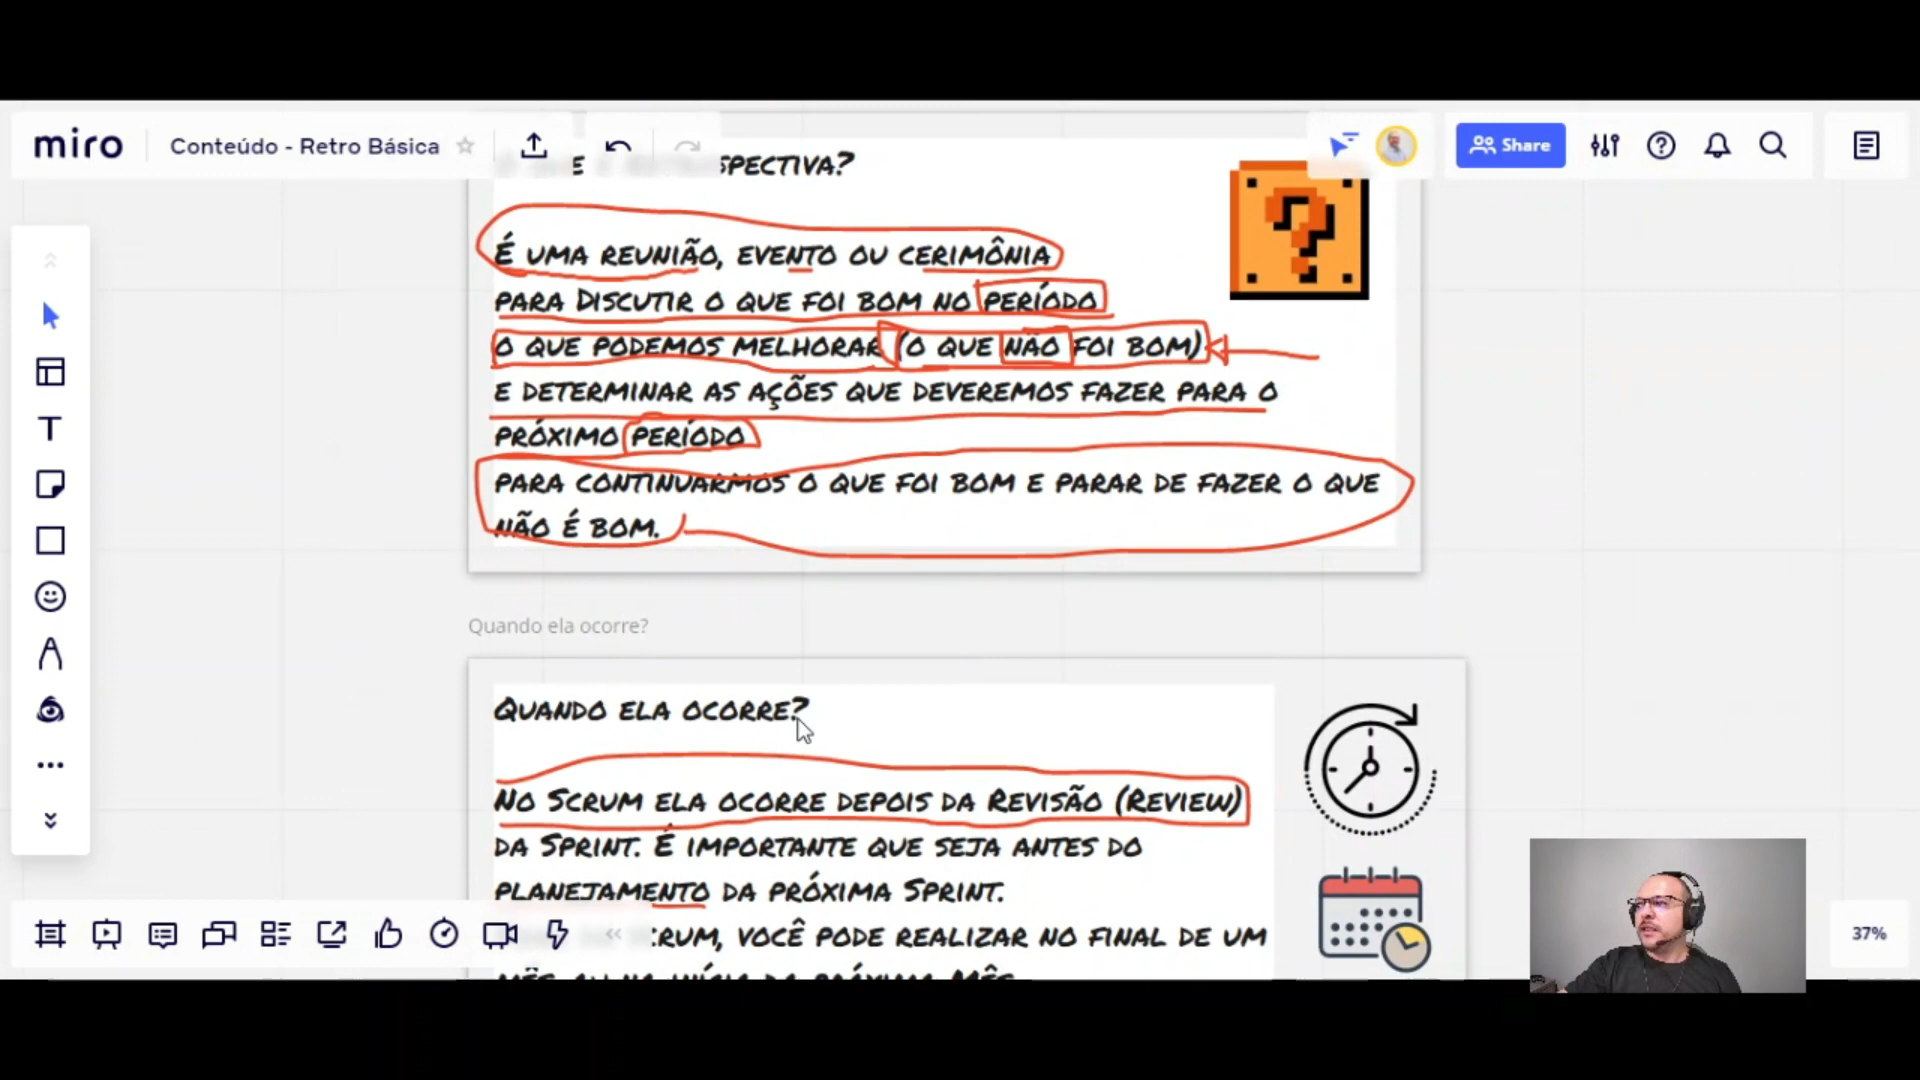 miro
Conteúdo - Retro Básica
Share
SPECTIVA?
É UMA REUNIÃO, EVENTO OU CERIMÔNIA
PARA DISCUTIR O QUE FOI BOM NO PERÍODO
O QUE PODEMOS MELHORAR (O QUE NÃO FOI BOM)
E DETERMINAR AS AÇÕES QUE DEVEREMOS FAZER PARA O
PRÓXIMO PERÍODO
PARA CONTINUARMOS O QUE FOI BOM E PARAR DE FAZER O QUE
NÃO É BOM.
Quando ela ocorre?
QUANDO ELA OCORRE?
NO SCRUM ELA OCORRE DEPOIS DA REVISÃO (REVIEW)
DA SPRINT. É IMPORTANTE QUE SEJA ANTES DO
PLANEJAMENTO DA PRÓXIMA SPRINT.
CRUM, VOCÊ PODE REALIZAR NO FINAL DE UM
37%